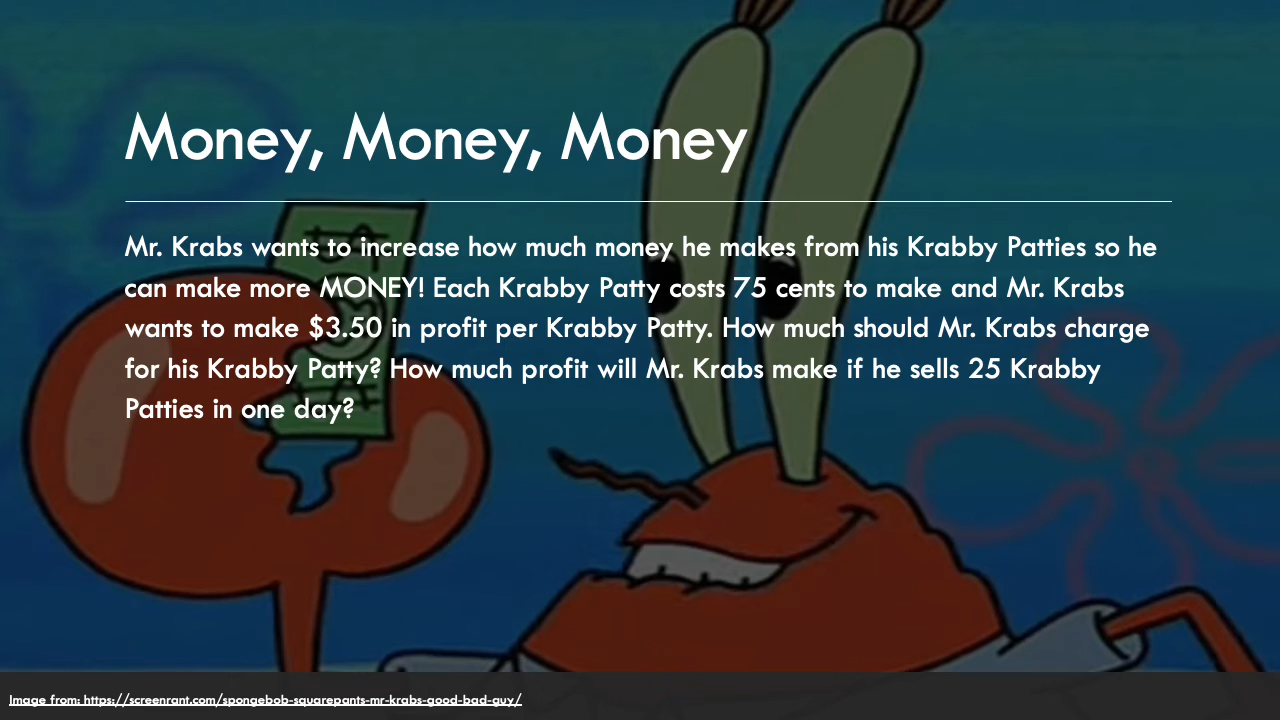 Money, Money, Money
Mr. Krabs wants to increase how much money he makes from his Krabby Patties so he
can make more MONEY! Each Krabby Patty costs 75 cents to make and Mr. Krabs
wants to make $3.50 in profit per Krabby Patty. How much should Mr. Krabs charge
for his Krabby Patty? How much profit will Mr. Krabs make if he sells 25 Krabby
Patties in one day?
Image from: https://screenrant.com/spongebob-squarepants-mr-krabs-good-bad-guy/